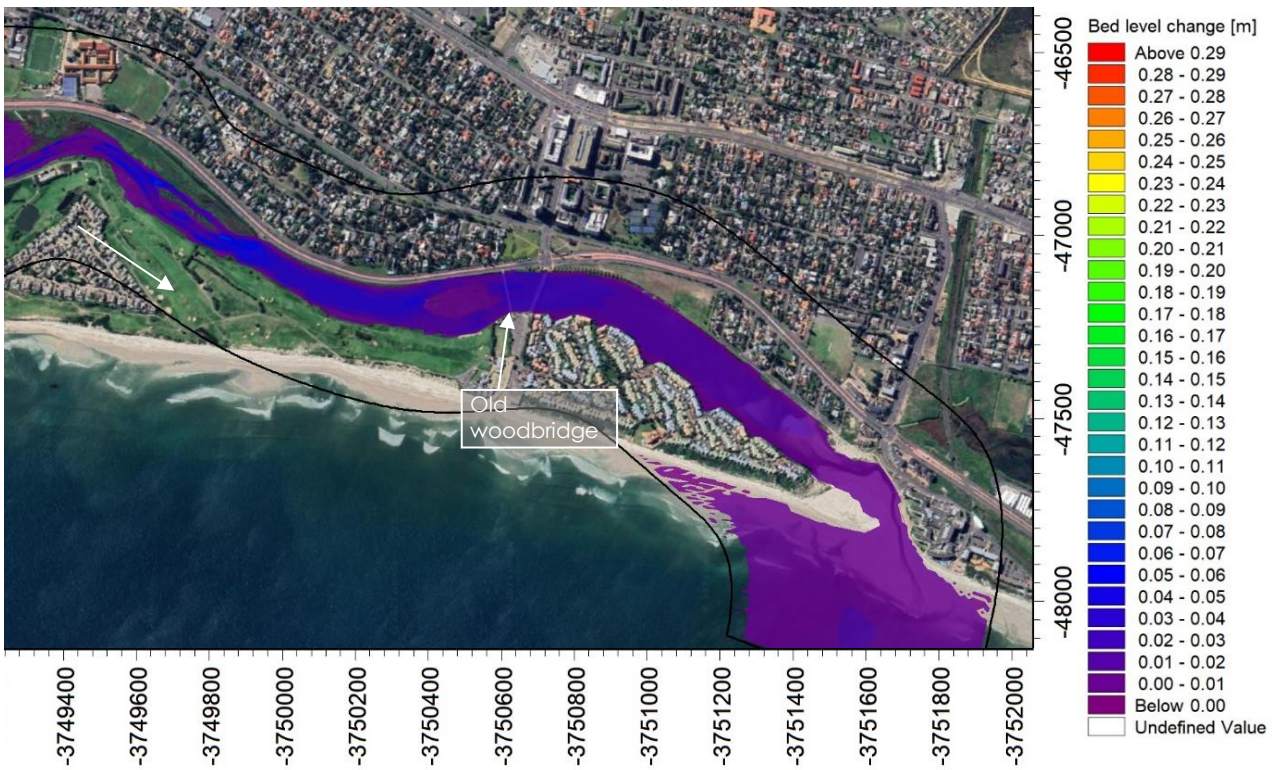 Old
woodbridge
-46500
-47000
-47500
-48000
-3749400
-3749600
-3749800
-3750000
-3750200
-3750400
-3750600
-3750800
-3751000
-3751200
-3751400
-3751600
-3751800
-3752000
Bed level change [m]
Above 0.29
0.28 - 0.29
0.27 - 0.28
0.26 - 0.27
0.25 - 0.26
0.24 - 0.25
0.23 - 0.24
0.22 - 0.23
0.21 - 0.22
0.20 - 0.21
0.19 - 0.20
0.18 - 0.19
0.17 - 0.18
0.16 - 0.17
0.15 - 0.16
0.14 - 0.15
0.13 - 0.14
0.12 - 0.13
0.11 - 0.12
0.10 - 0.11
0.09 - 0.10
0.08 - 0.09
0.07 - 0.08
0.06 - 0.07
0.05 - 0.06
0.04 - 0.05
0.03 - 0.04
0.02 - 0.03
0.01 - 0.02
0.00 - 0.01
Below 0.00
Undefined Value